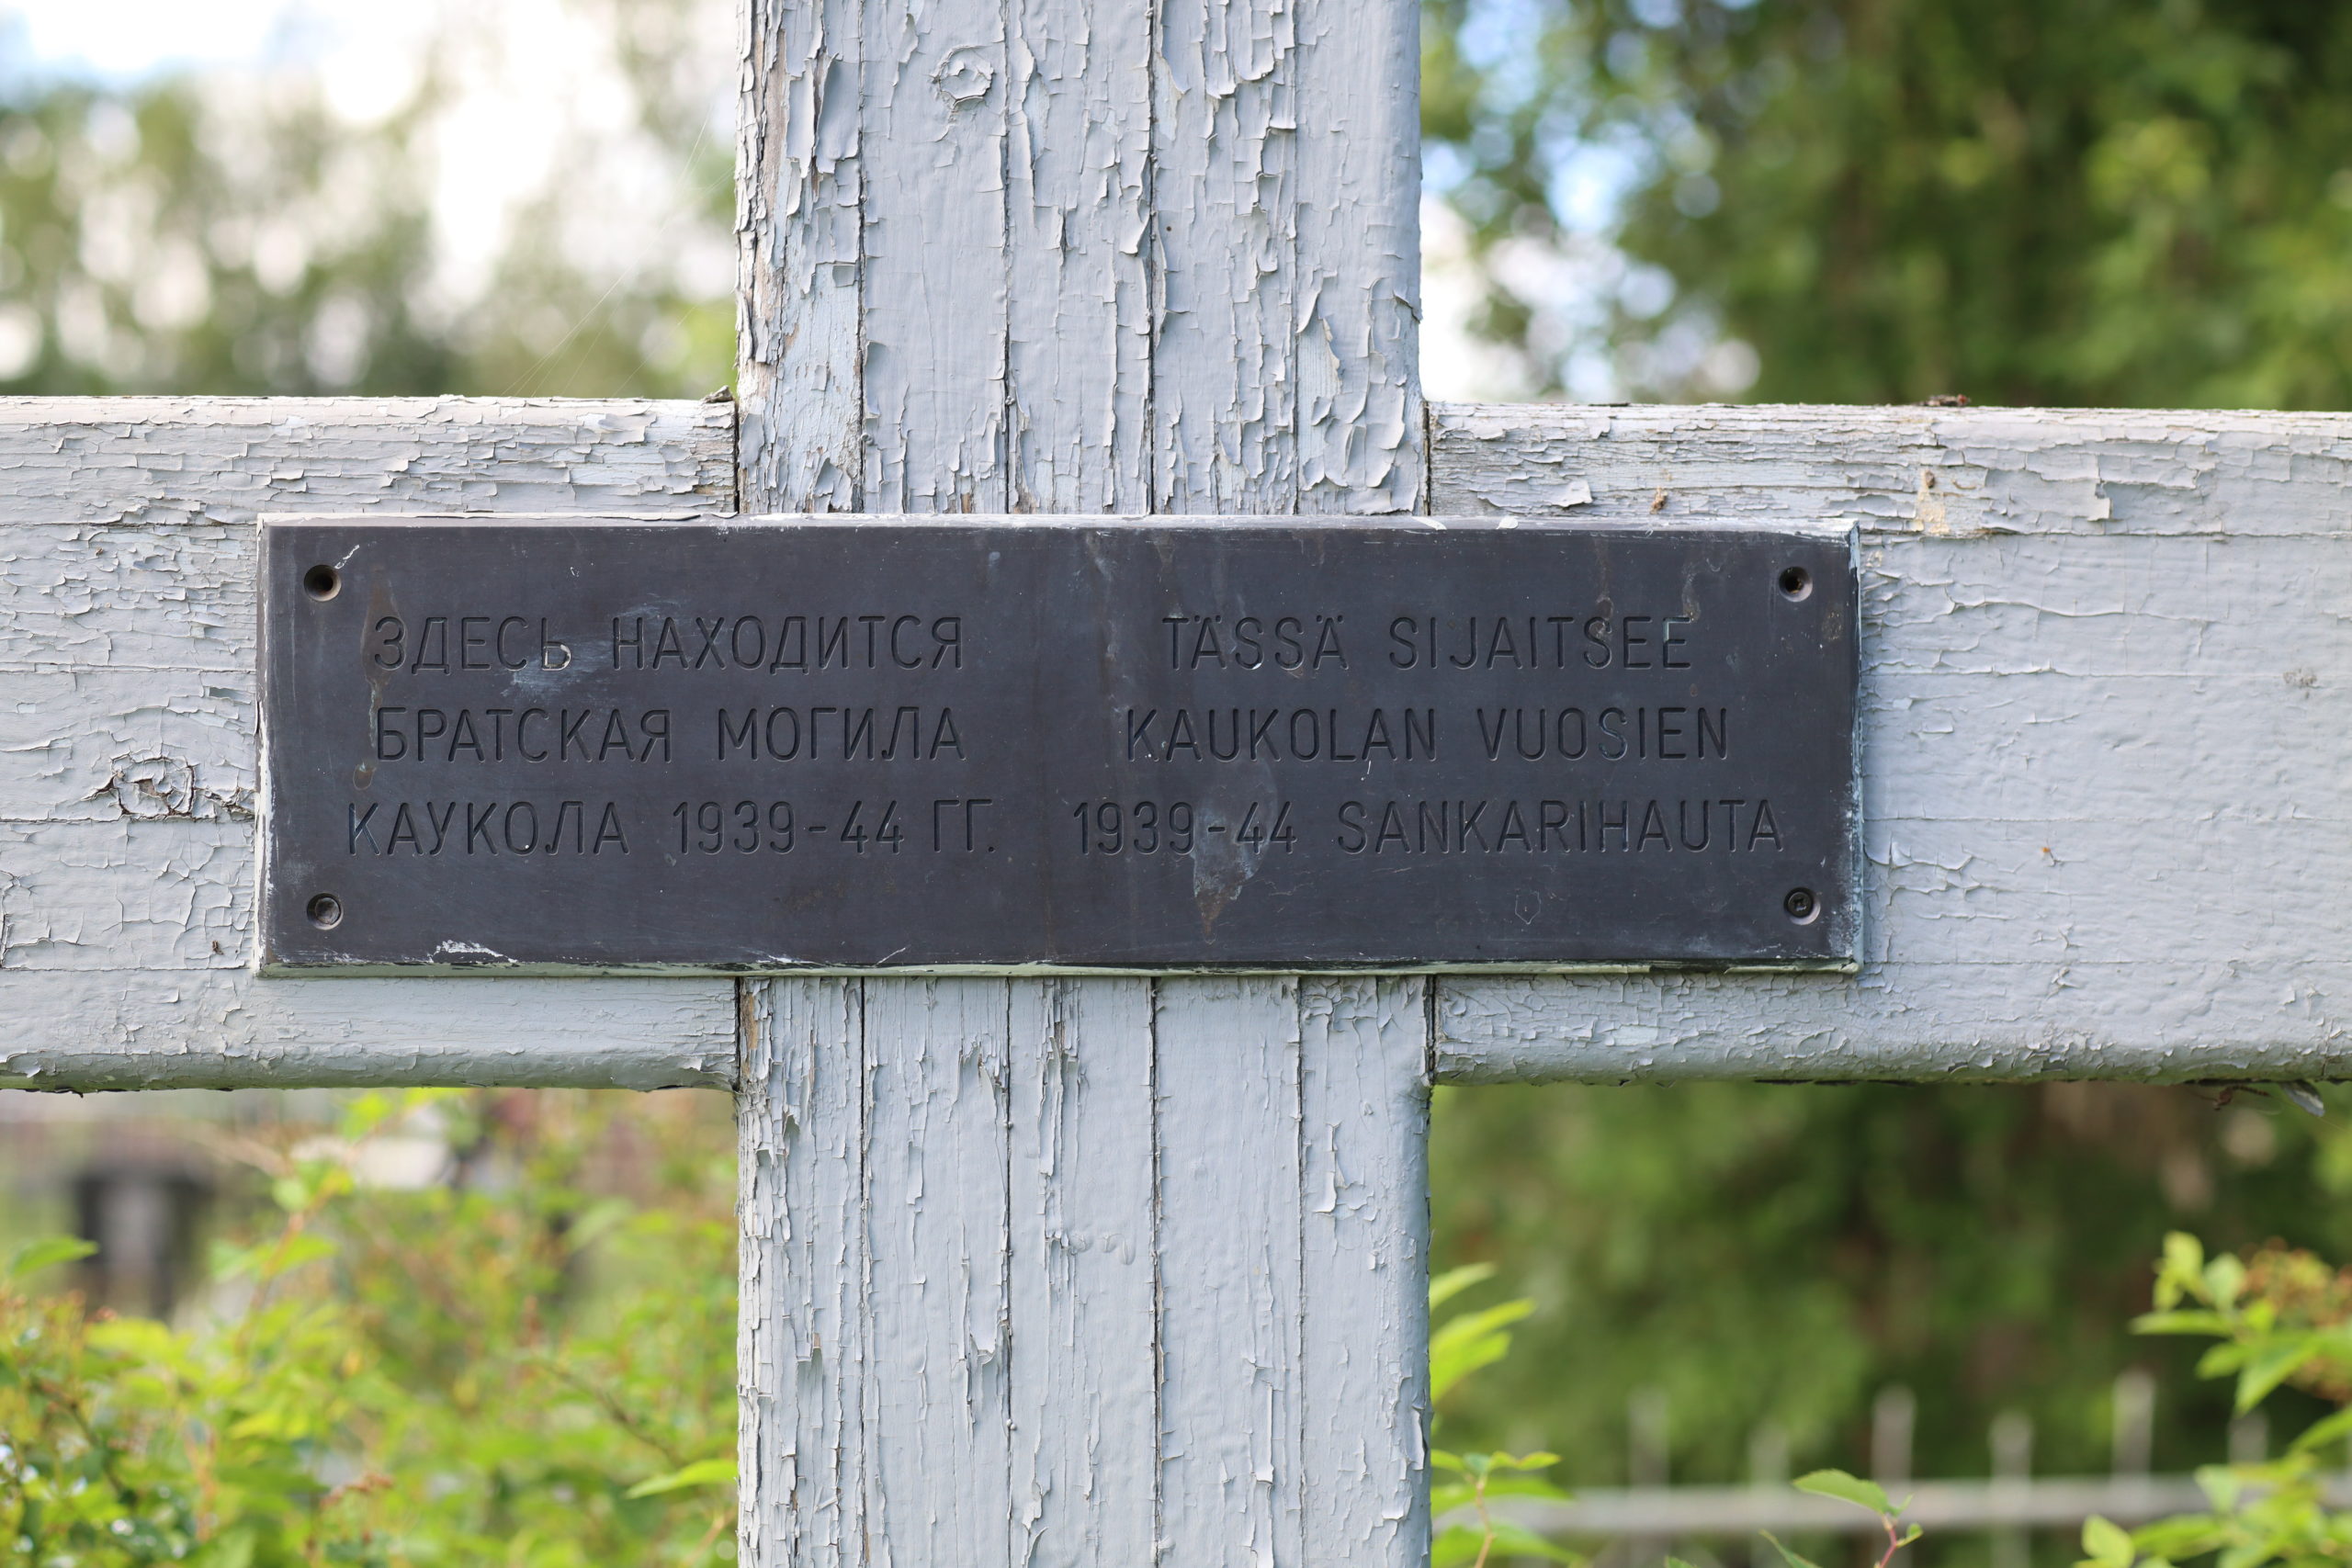 ЗДЕСЬ НАХОДИТСЯ
БРАТСКАЯ МОГИЛА
КАУКОЛА 1939-44 ГГ.
TÄSSÄ SIJAITSEE
KAUKOLAN VUOSIEN
1939-44 SANKARIHAUTA